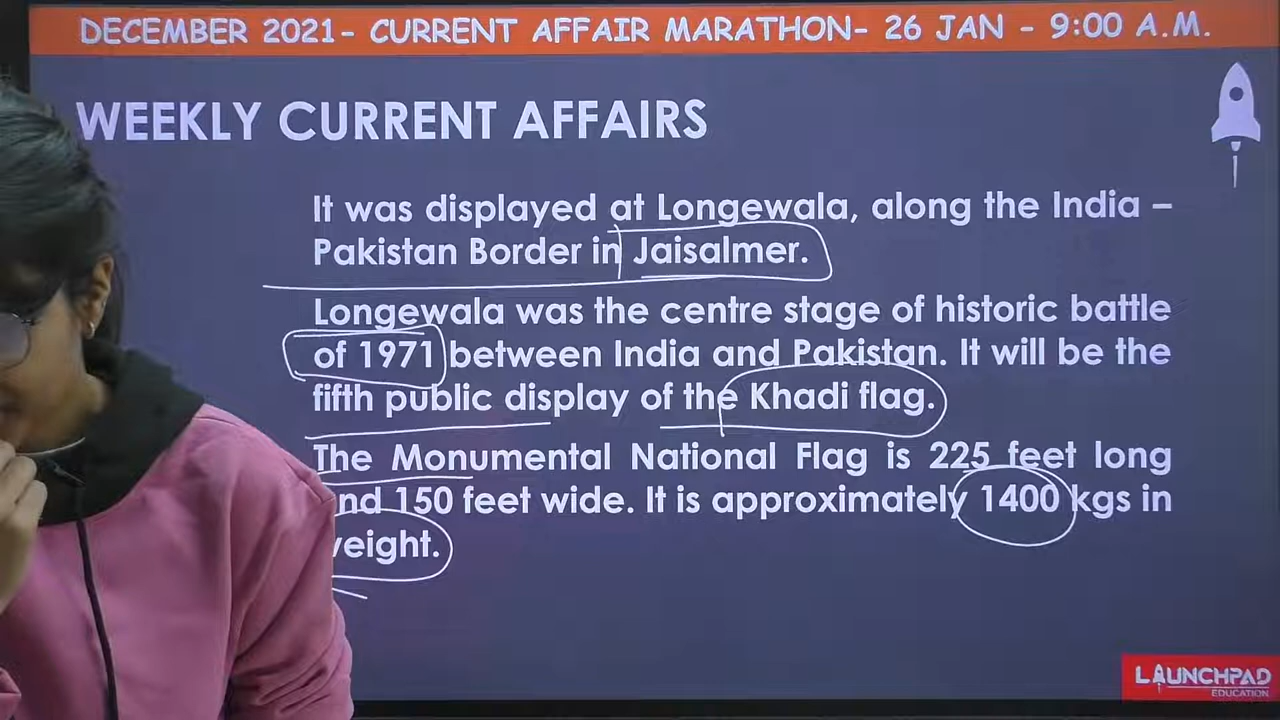 DECEMBER 2021- CURRENT AFFAIR MARATHON- 26 JAN - 9:00 A.M.
WEEKLY CURRENT AFFAIRS
It was displayed at Longewala, along the India –
Pakistan Border in Jaisalmer.
Longewala was the centre stage of historic battle
of 1971 between India and Pakistan. It will be the
fifth public display of the Khadi flag.
The Monumental National Flag is 225 feet long
and 150 feet wide. It is approximately 1400 kgs in
weight.
LAUNCHPAD
EDUCATION